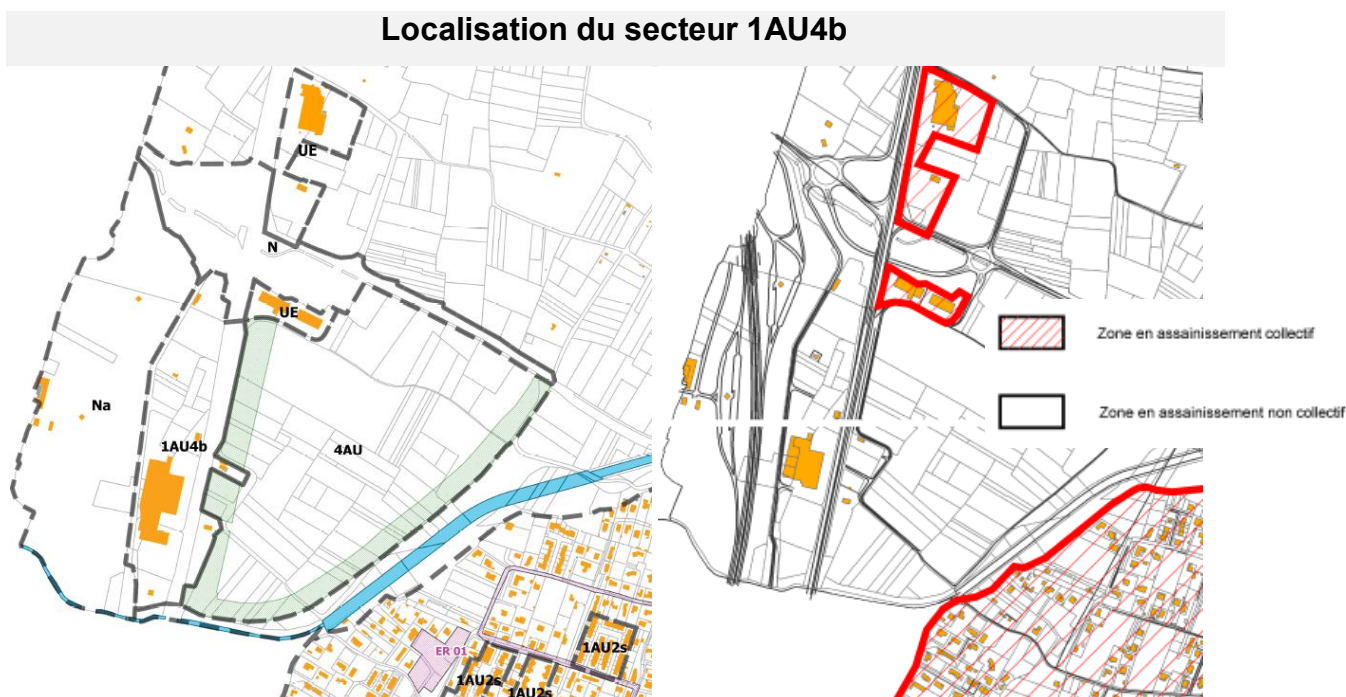 Localisation du secteur 1AU4b
UE
N
UE
Na
1AU4b
4AU
ER 01
1AU2s
1AU2s
1AU2s
Zone en assainissement collectif
Zone en assainissement non collectif